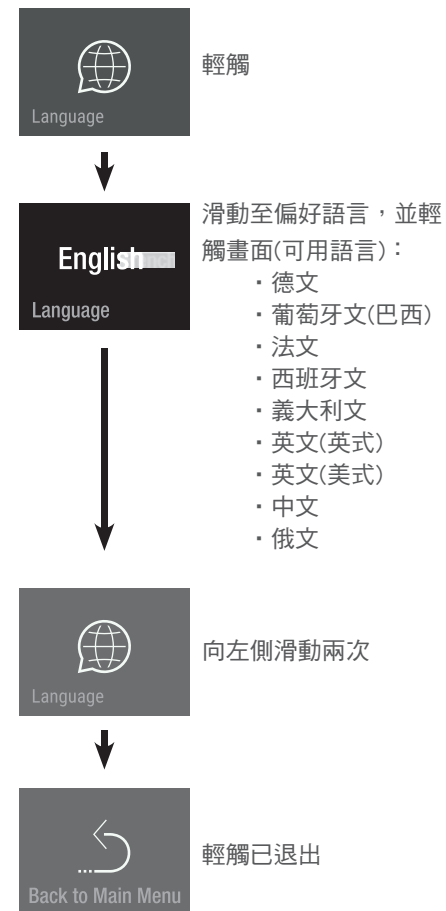 輕觸
Language
滑動至偏好語言，並輕
觸畫面(可用語言)：
English
Language
・德文
・葡萄牙文(巴西)
・法文
・西班牙文
・義大利文
・英文(英式)
・英文(美式)
・中文
・俄文
向左側滑動兩次
Language
輕觸已退出
Back to Main Menu